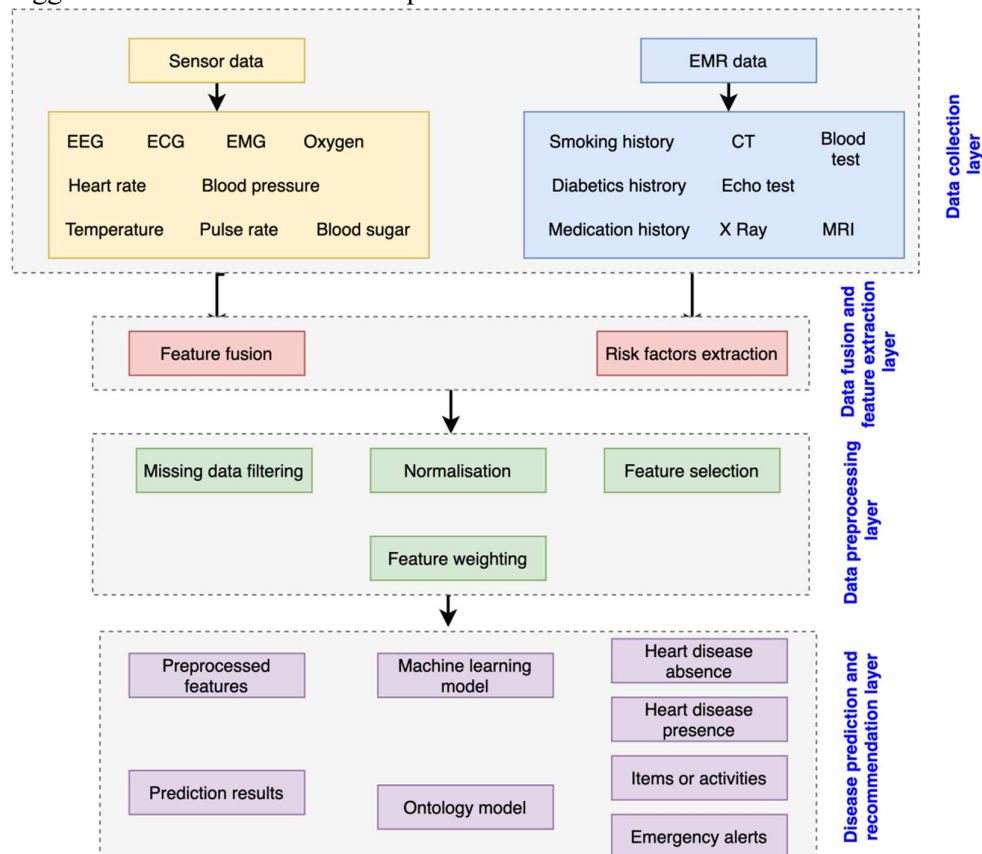 Sensor data
EMR data
EEG ECG EMG Oxygen
Heart rate Blood pressure
Temperature Pulse rate Blood sugar
Smoking history CT Blood
test
Diabetics histrory Echo test
Medication history X Ray MRI
Data collection
layer
Feature fusion
Risk factors extraction
Data fusion and
feature extraction
layer
Missing data filtering
Normalisation
Feature selection
Feature weighting
Data preprocessing
layer
Preprocessed
features
Machine learning
model
Heart disease
absence
Heart disease
presence
Prediction results
Ontology model
Items or activities
Emergency alerts
Disease prediction and
recommendation layer